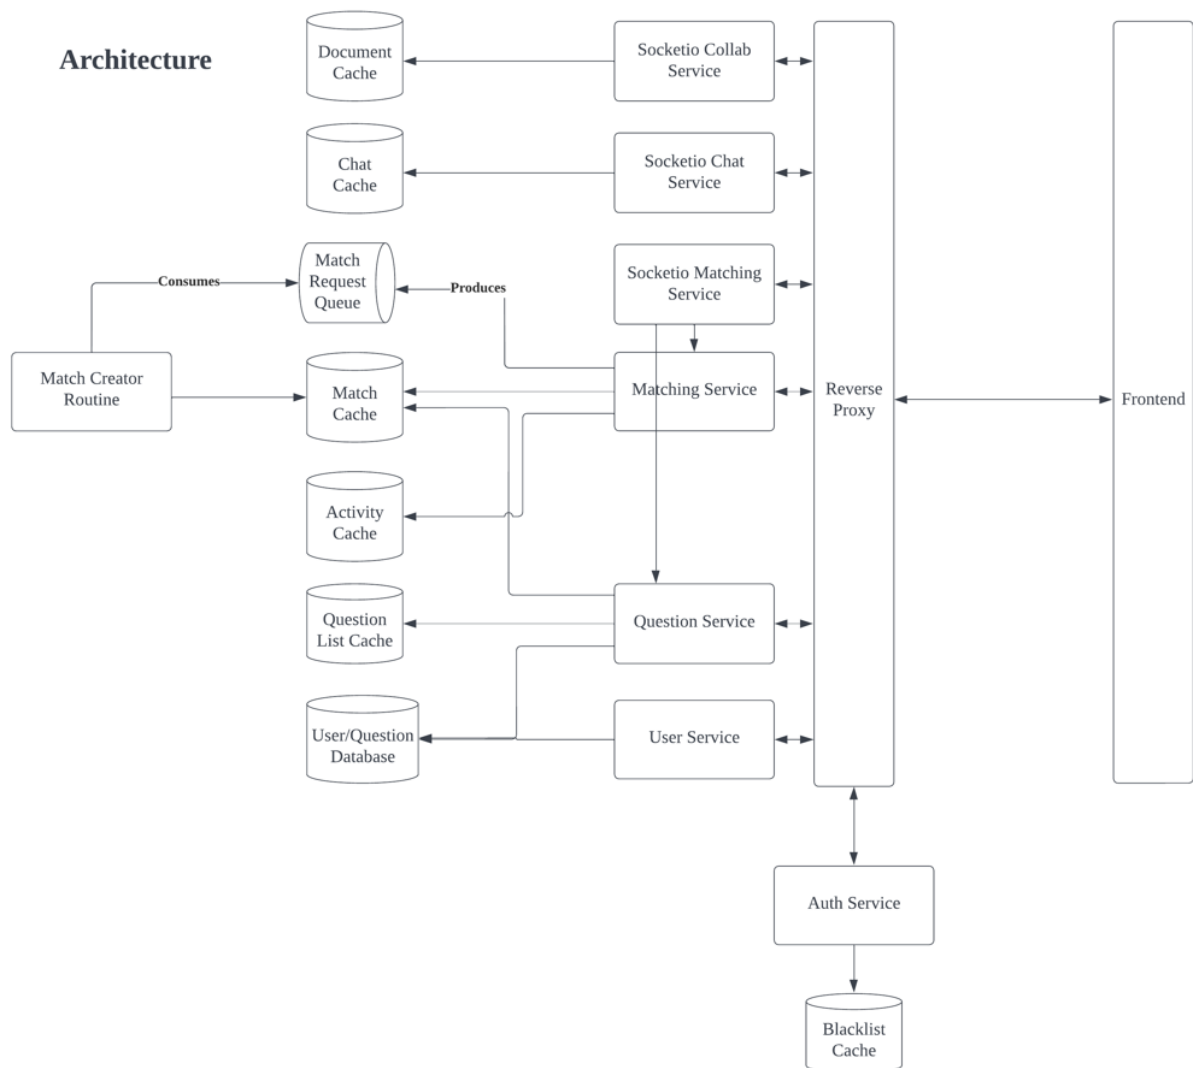 Architecture
Document
Cache
Socketio Collab
Service
Chat
Cache
Socketio Chat
Service
Match
Request
Queue
Consumes
Produces
Socketio Matching
Service
Match Creator
Routine
Match
Cache
Matching Service
Reverse
Proxy
Frontend
Activity
Cache
Question
List Cache
Question Service
User/Question
Database
User Service
Auth Service
Blacklist
Cache